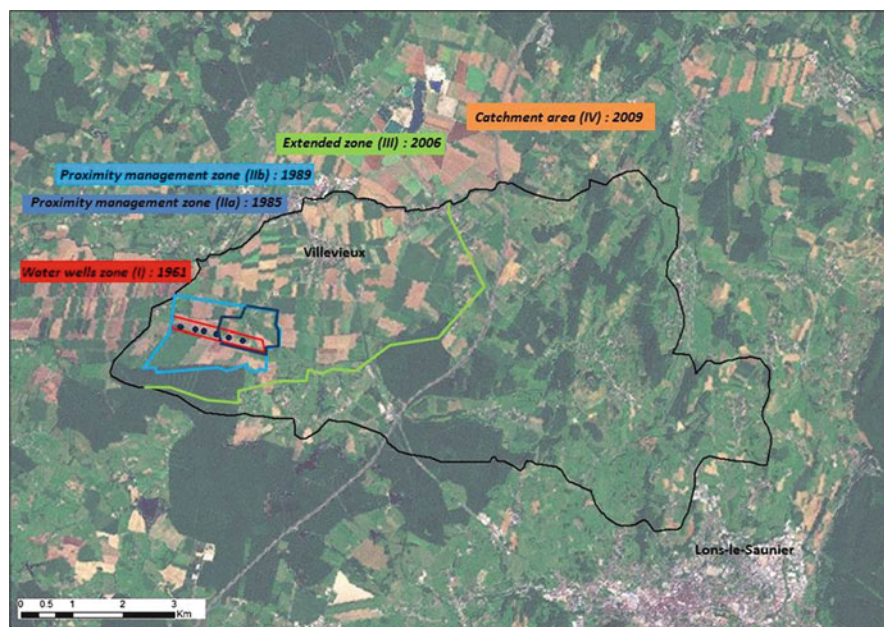 Catchment area (IV) : 2009
Extended zone (III) : 2006
Proximity management zone (IIb) : 1989
Proximity management zone (IIa) : 1985
Villevieux
Water wells zone (I) : 1961
Lons-le-Saunier
0 0.5 1 2 3
Km